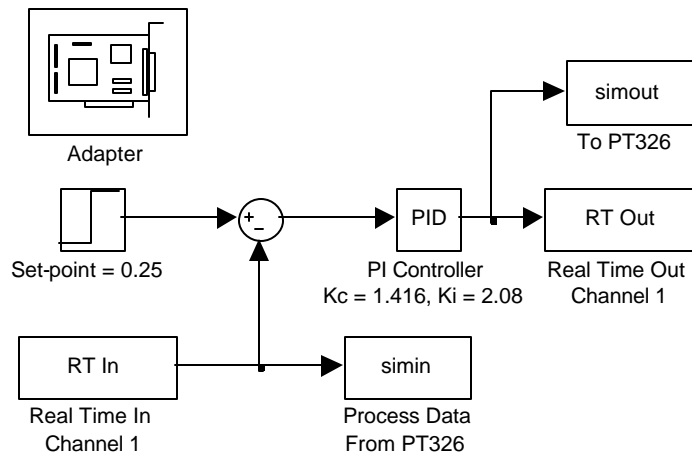 simout
Adapter
To PT326
+
−
PID
RT Out
Set-point = 0.25
PI Controller
Kc = 1.416, Ki = 2.08
Real Time Out
Channel 1
RT In
simin
Real Time In
Channel 1
Process Data
From PT326